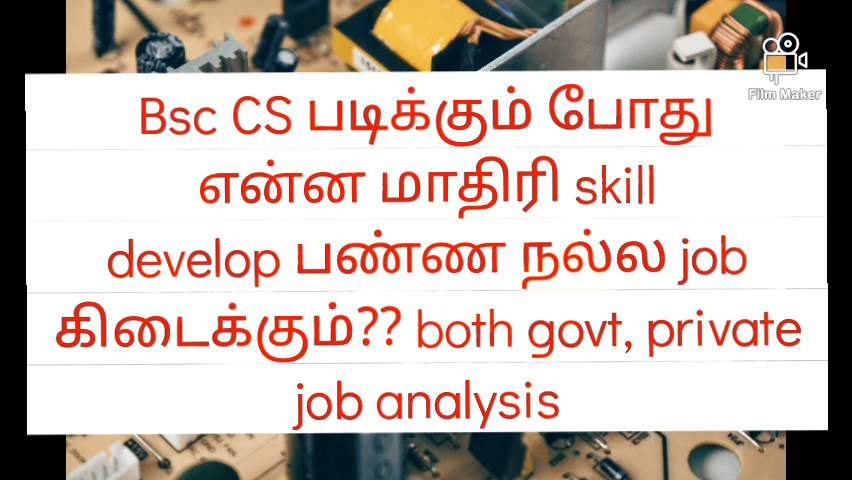 Film Maker
Bsc CS படிக்கும் போது
என்ன மாதிரி skill
develop பண்ண நல்ல job
கிடைக்கும்?? both govt, private
job analysis